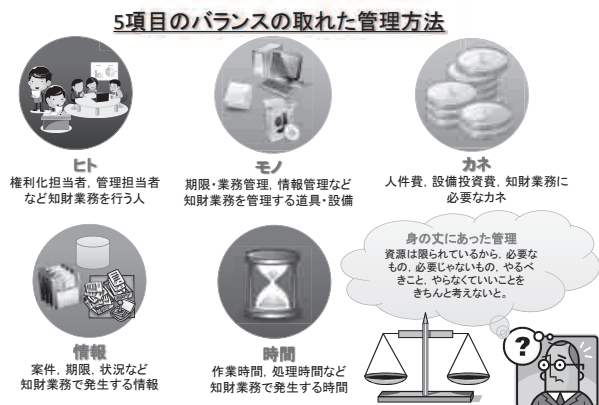 5項目のバランスの取れた管理方法
ヒト
権利化担当者，管理担当者
など知財業務を行う人
モノ
期限・業務管理，情報管理など
知財業務を管理する道具・設備
カネ
人件費，設備投資費，知財業務に
必要なカネ
情報
案件，期限，状況など
知財業務で発生する情報
時間
作業時間，処理時間など
知財業務で発生する時間
身の丈にあった管理
資源は限られているから，必要な
もの，必要じゃないもの，やるべ
きこと，やらなくていいことを
きちんと考えないと。
?